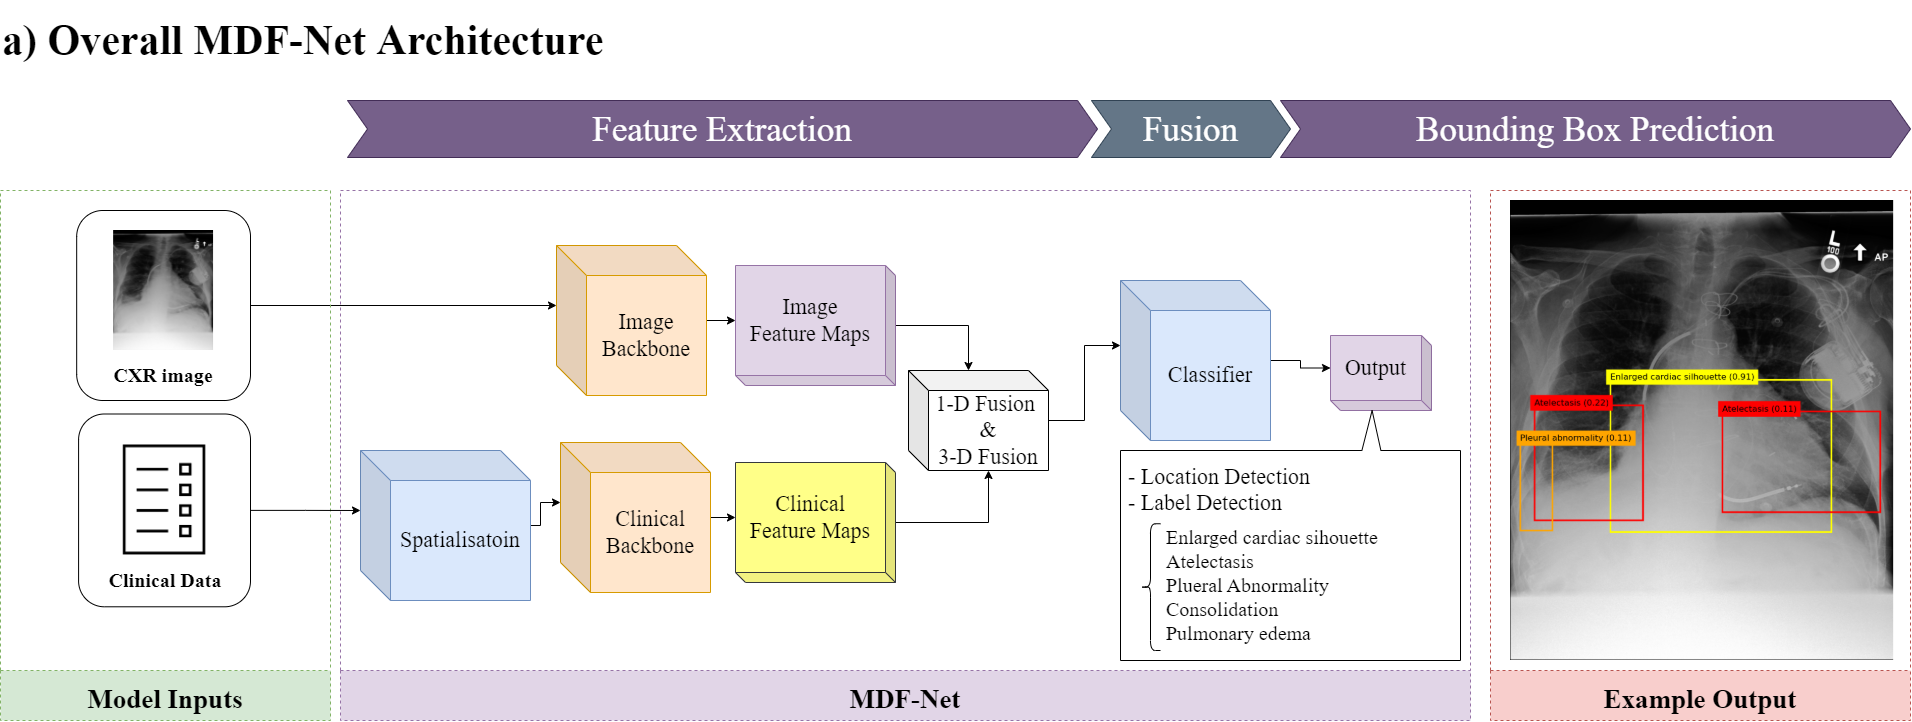 a) Overall MDF-Net Architecture
Feature Extraction
Fusion
Bounding Box Prediction
CXR image
Clinical Data
Spatialisatoin
Image
Backbone
Clinical
Backbone
Image
Feature Maps
Clinical
Feature Maps
1-D Fusion
&
3-D Fusion
Classifier
Output
- Location Detection
- Label Detection
Enlarged cardiac sihouette
Atelectasis
Plueral Abnormality
Consolidation
Pulmonary edema
L
100
AP
Enlarged cardiac silhouette (0.91)
Atelectasis (0.22)
Atelectasis (0.11)
Pleural abnormality (0.11)
Model Inputs
MDF-Net
Example Output